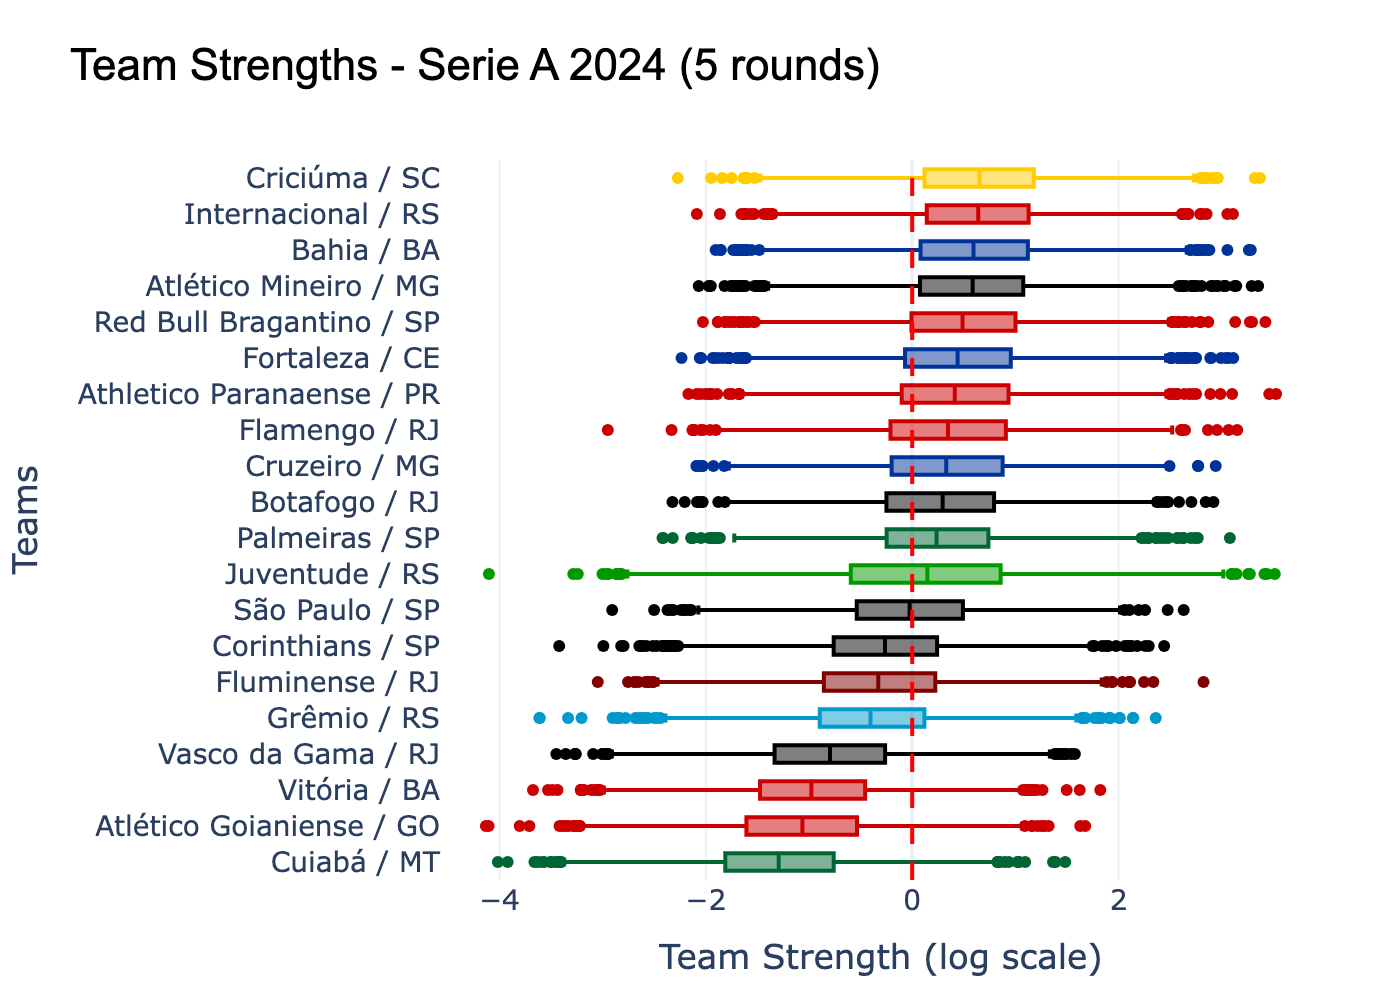 Team Strengths - Serie A 2024 (5 rounds)
Criciúma / SC
Internacional / RS
Bahia / BA
Atlético Mineiro / MG
Red Bull Bragantino / SP
Fortaleza / CE
Athletico Paranaense / PR
Flamengo / RJ
Cruzeiro / MG
Botafogo / RJ
Palmeiras / SP
Juventude / RS
São Paulo / SP
Corinthians / SP
Fluminense / RJ
Grêmio / RS
Vasco da Gama / RJ
Vitória / BA
Atlético Goianiense / GO
Cuiabá / MT
Teams
−4 −2 0 2
Team Strength (log scale)